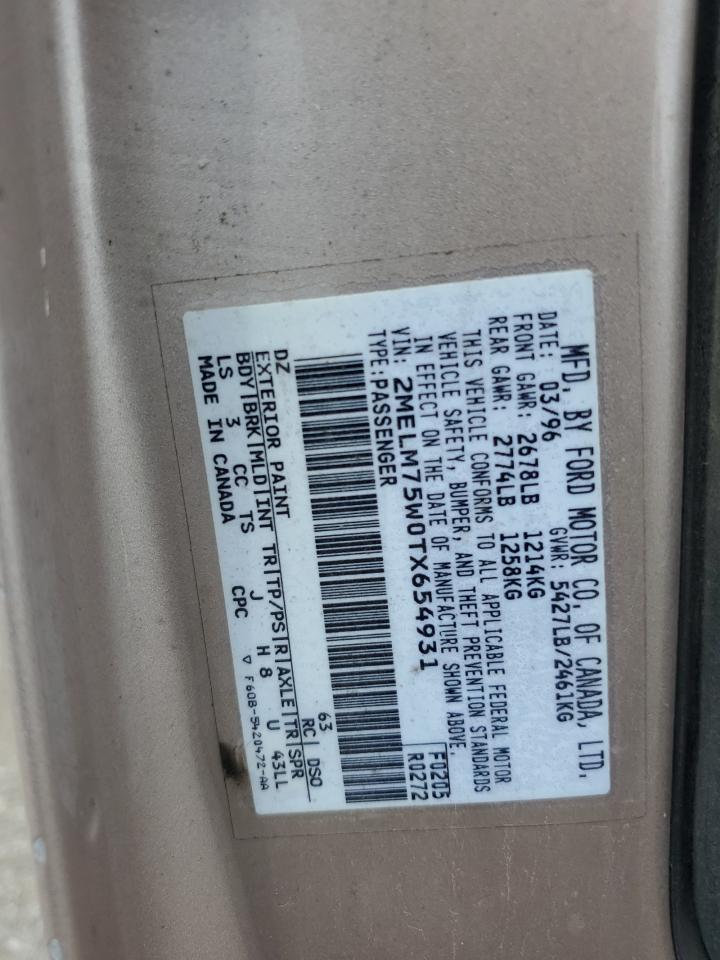 MFD. BY FORD MOTOR CO. OF CANADA, LTD.
DATE: 03/96 GVWR: 5427LB/2461KG
FRONT GAWR: 2678LB 1214KG
REAR GAWR: 2774LB 1258KG
THIS VEHICLE CONFORMS TO ALL APPLICABLE FEDERAL MOTOR
VEHICLE SAFETY, BUMPER, AND THEFT PREVENTION STANDARDS
IN EFFECT ON THE DATE OF MANUFACTURE SHOWN ABOVE.
VIN: 2MELM75W0TX654931 F0205
TYPE: PASSENGER R0272
DZ 63
EXTERIOR PAINT RC DSO
BDY BRK MLD INT TR TP/PS R AXLE TR SPR
LS 3 CC TS J H 8 U 43LL
MADE IN CANADA CPC ▽ F60B-5420472-AA